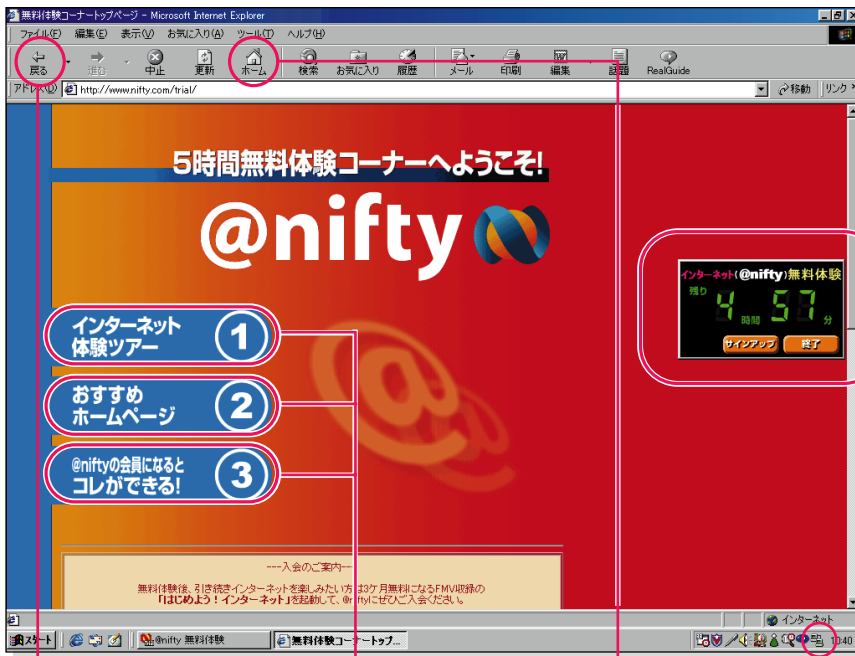 無料体験コーナートップページ - Microsoft Internet Explorer
ファイル(F) 編集(E) 表示(V) お気に入り(A) ツール(T) ヘルプ(H)
戻る 進む 中止 更新 ホーム 検索 お気に入り 履歴 メール 印刷 編集 話題 RealGuide
アドレス(D) http://www.nifty.com/trial/ 移動 リンク
5時間無料体験コーナーへようこそ!
@nifty
インターネット(@nifty)無料体験
残り 4 時間 57 分
サインアップ 終了
インターネット
体験ツアー 1
おすすめ
ホームページ 2
@niftyの会員になると
コレができる! 3
---入会のご案内---
無料体験後、引き続きインターネットを楽しみたい方は3ケ月無料になるFMV収録の
「はじめよう!インターネット」を起動して、@niftyにぜひご入会ください。
インターネット
スタート @nifty 無料体験 無料体験コーナートップ... 10:40